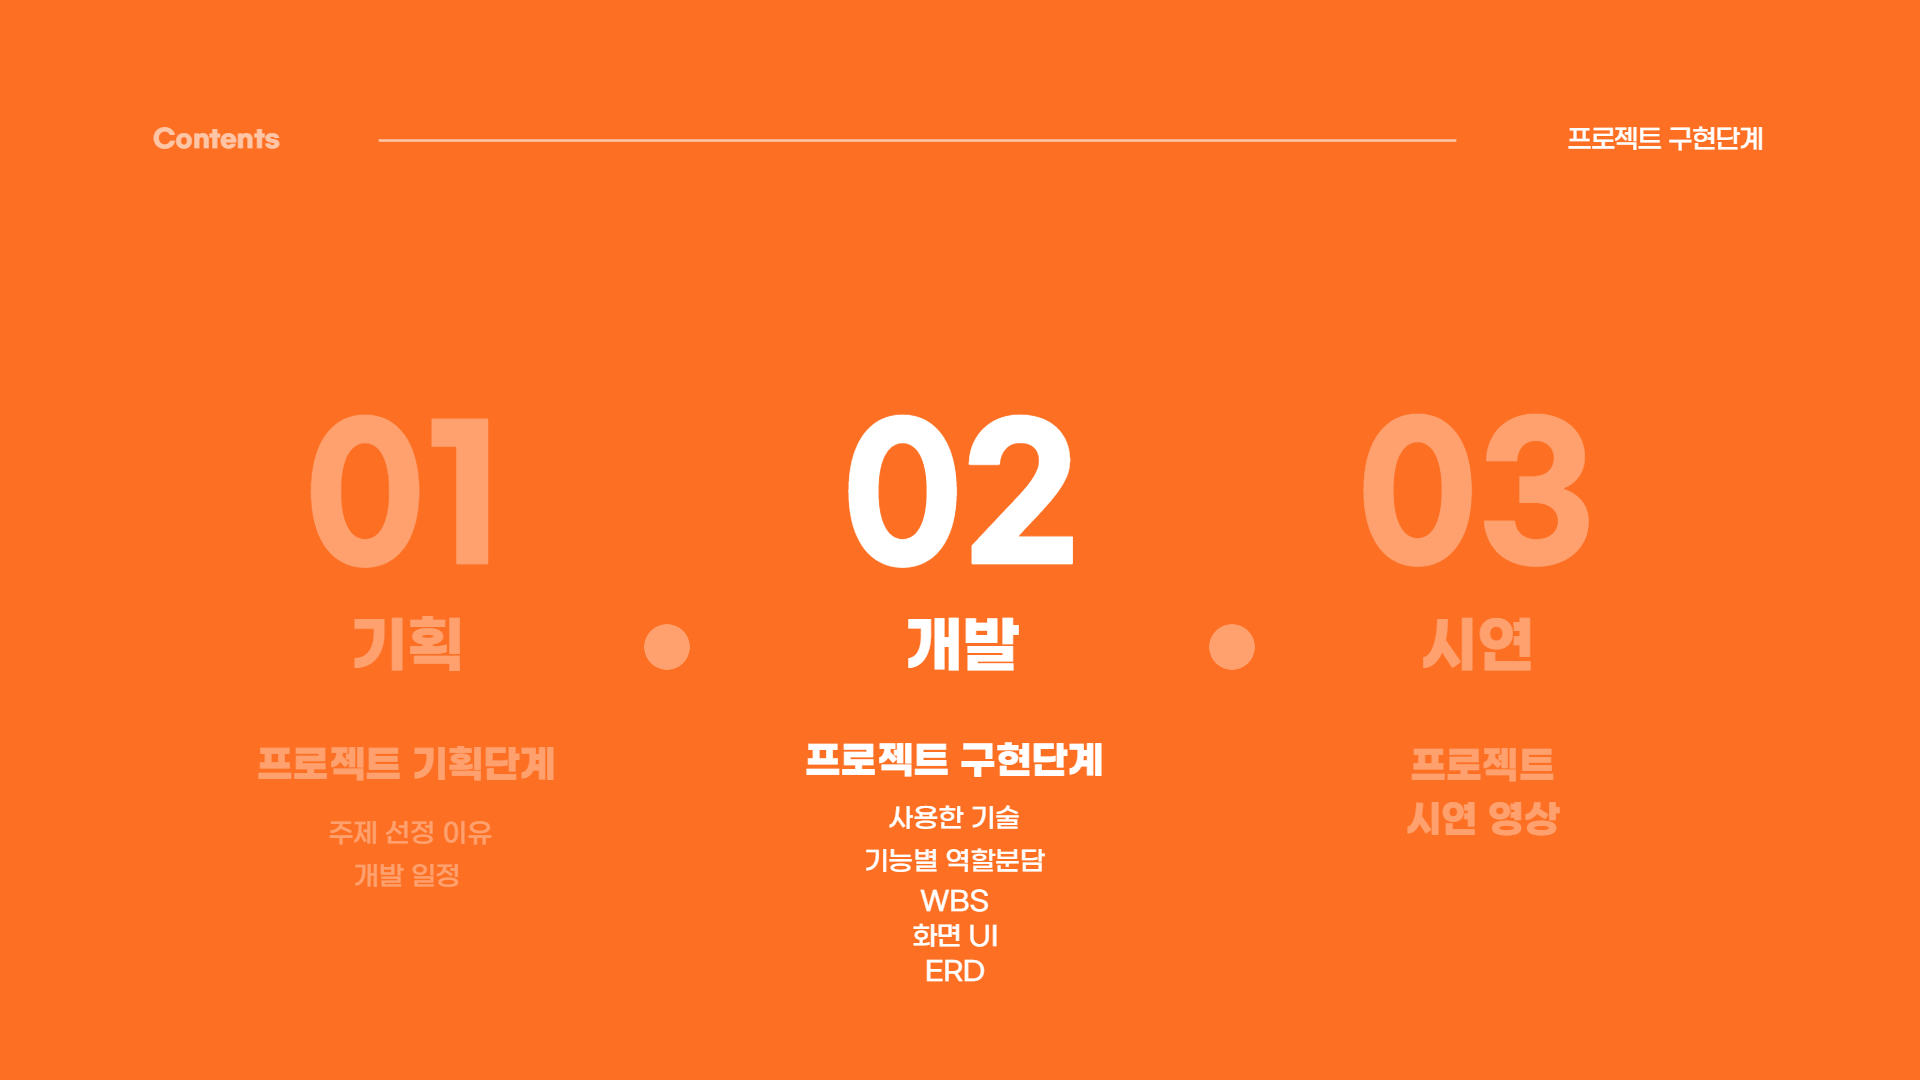 Contents
프로젝트 구현단계
01
기획
프로젝트 기획단계
주제 선정 이유
개발 일정
02
개발
프로젝트 구현단계
사용한 기술
기능별 역할분담
WBS
화면 UI
ERD
03
시연
프로젝트
시연 영상